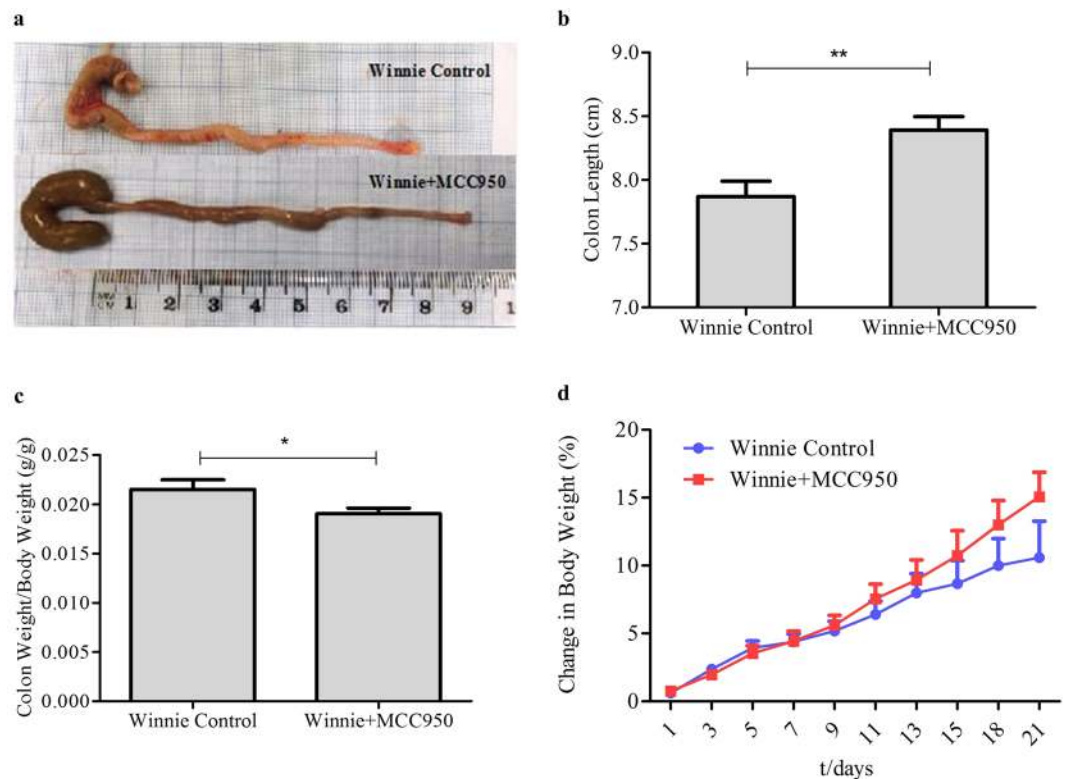 a
Winnie Control
Winnie+MCC950
MM
CM 1 2 3 4 5 6 7 8 9 1
b
**
Colon Length (cm)
9.0
8.5
8.0
7.5
7.0
Winnie Control Winnie+MCC950
c
*
Colon Weight/Body Weight (g/g)
0.025
0.020
0.015
0.010
0.005
0.000
Winnie Control Winnie+MCC950
d
Change in Body Weight (%)
20
15
10
5
0
Winnie Control
Winnie+MCC950
1 3 5 7 9 11 13 15 18 21
t/days